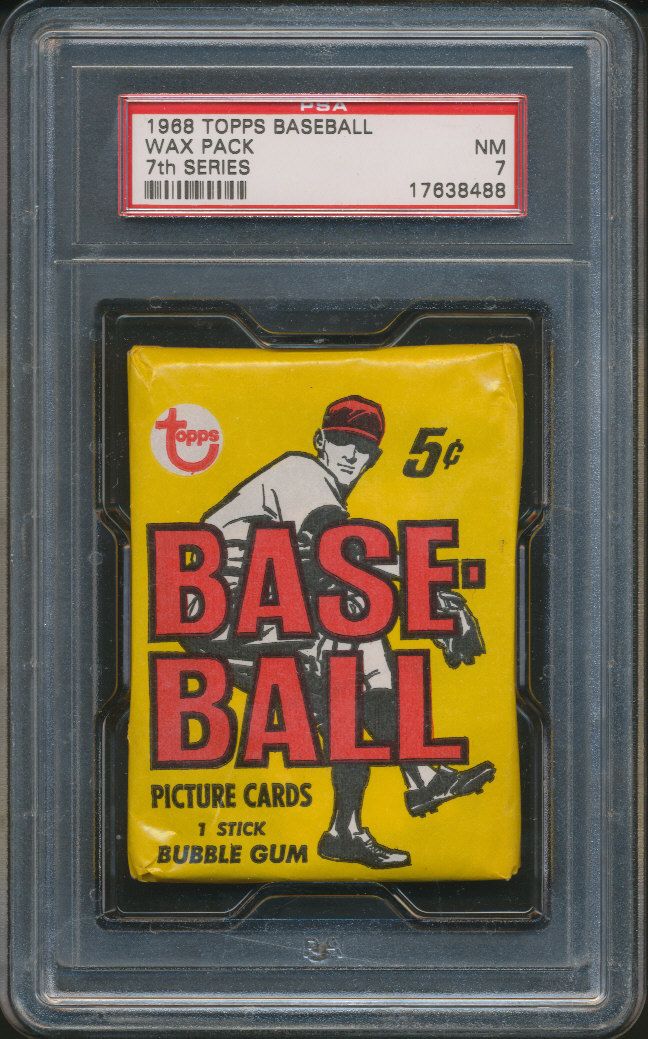 PSA
1968 TOPPS BASEBALL
WAX PACK NM
7th SERIES 7
17638488
Topps
5¢
BASE-
BALL
PICTURE CARDS
1 STICK
BUBBLE GUM
PSA